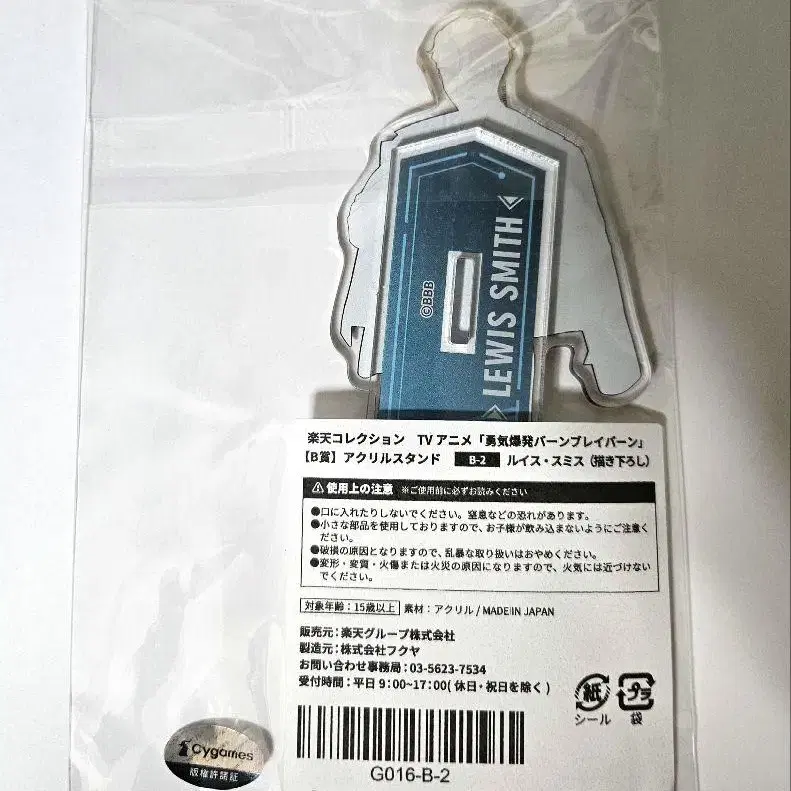 LEWIS SMITH
©BBB
楽天コレクション　TVアニメ「勇気爆発バーンブレイバーン」
【B賞】アクリルスタンド　B-2　ルイス・スミス（描き下ろし）
⚠使用上の注意　※ご使用前に必ずお読みください
●口に入れたりしないでください。窒息などの恐れがあります。
●小さな部品を使用しておりますので、お子様が飲み込まないようにご注意く
ださい。
●破損の原因となりますので、乱暴な取り扱いはおやめください。
●変形・変質・火傷または火災の原因になりますので、火気には近づけない
でください。
対象年齢：15歳以上　素材：アクリル / MADE IN JAPAN
販売元：楽天グループ株式会社
製造元：株式会社フクヤ
お問い合わせ事務局：03-5623-7534
受付時間：平日 9：00~17：00( 休日・祝日を除く )
紙
シール
プラ
袋
G016-B-2
Cygames
版権許諾証